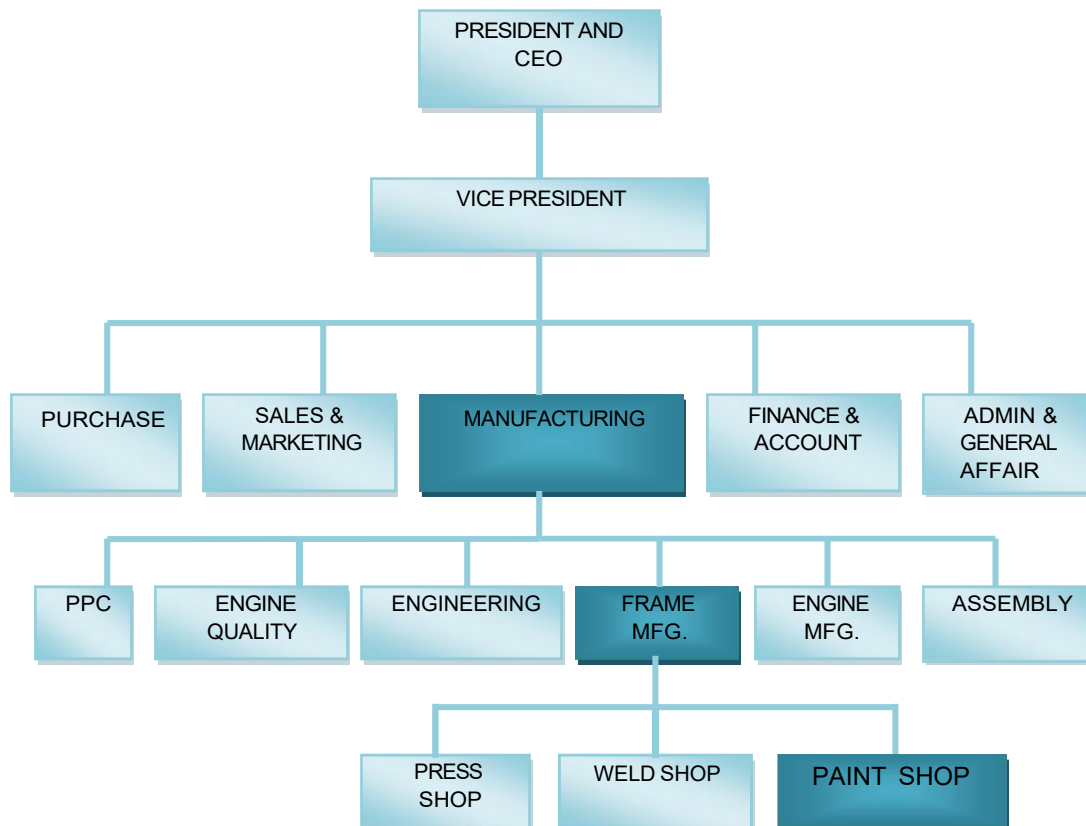 PRESIDENT AND
CEO
VICE PRESIDENT
PURCHASE
SALES &
MARKETING
MANUFACTURING
FINANCE &
ACCOUNT
ADMIN &
GENERAL
AFFAIR
PPC
ENGINE
QUALITY
ENGINEERING
FRAME
MFG.
ENGINE
MFG.
ASSEMBLY
PRESS
SHOP
WELD SHOP
PAINT SHOP